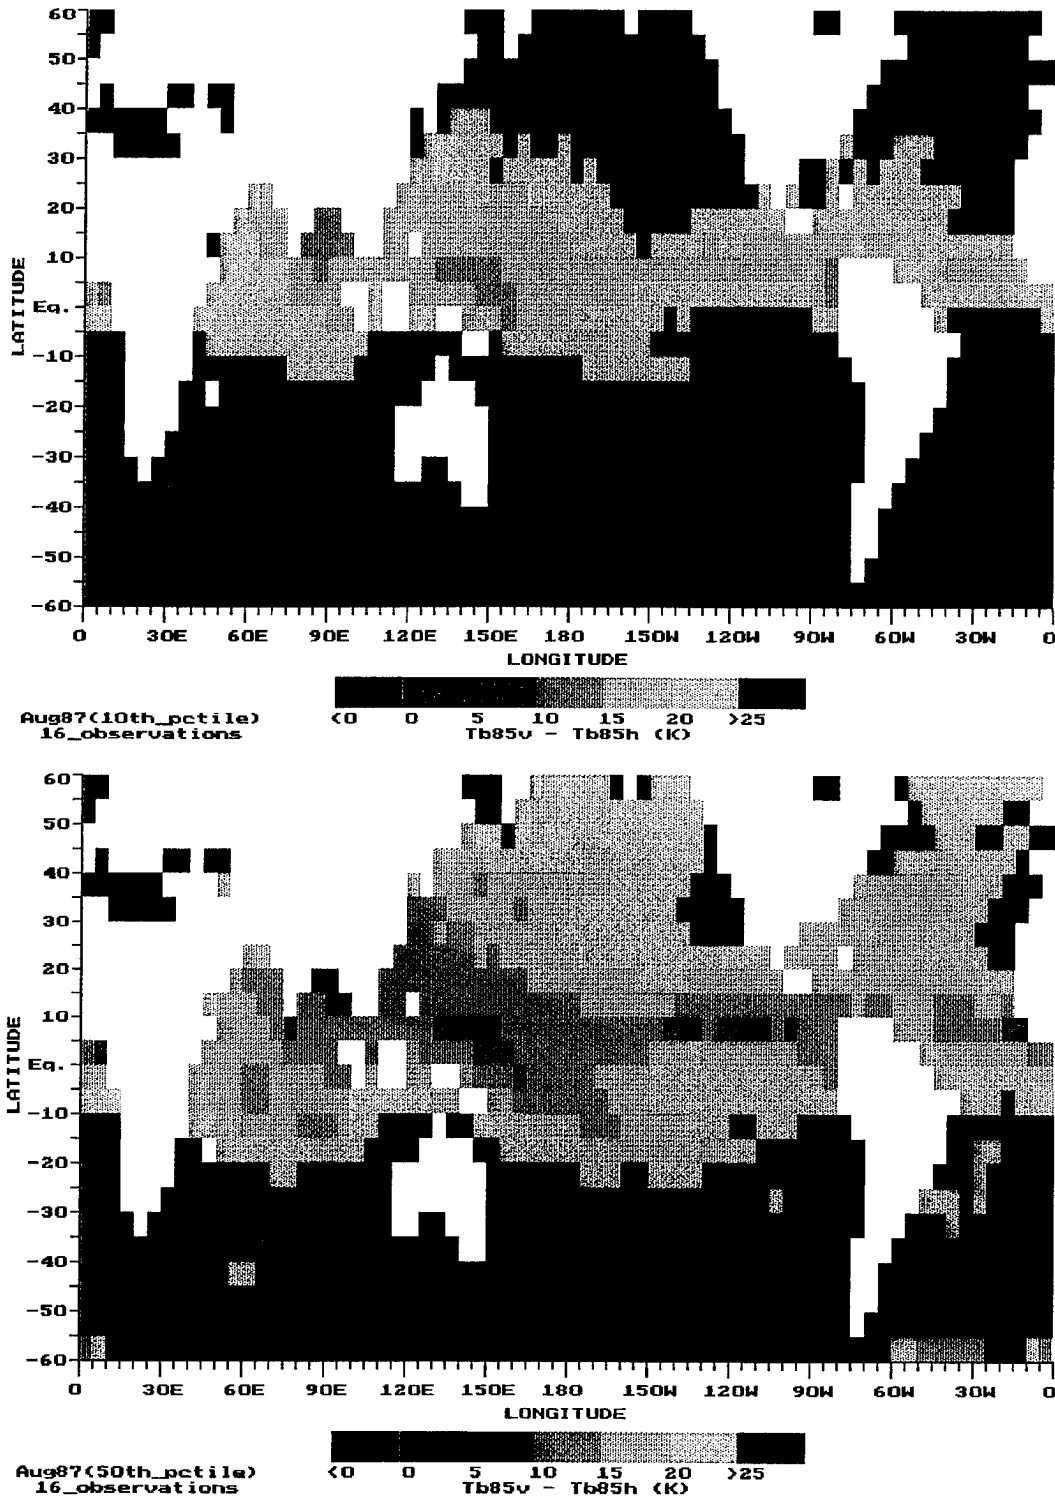 60
50
40
30
20
10
Eq.
-10
-20
-30
-40
-50
-60
LATITUDE
0 30E 60E 90E 120E 150E 180 150W 120W 90W 60W 30W 0
LONGITUDE
<0 0 5 10 15 20 >25
Tb85v - Tb85h (K)
Aug87(10th_pctile)
16_observations
60
50
40
30
20
10
Eq.
-10
-20
-30
-40
-50
-60
LATITUDE
0 30E 60E 90E 120E 150E 180 150W 120W 90W 60W 30W 0
LONGITUDE
<0 0 5 10 15 20 >25
Tb85v - Tb85h (K)
Aug87(50th_pctile)
16_observations